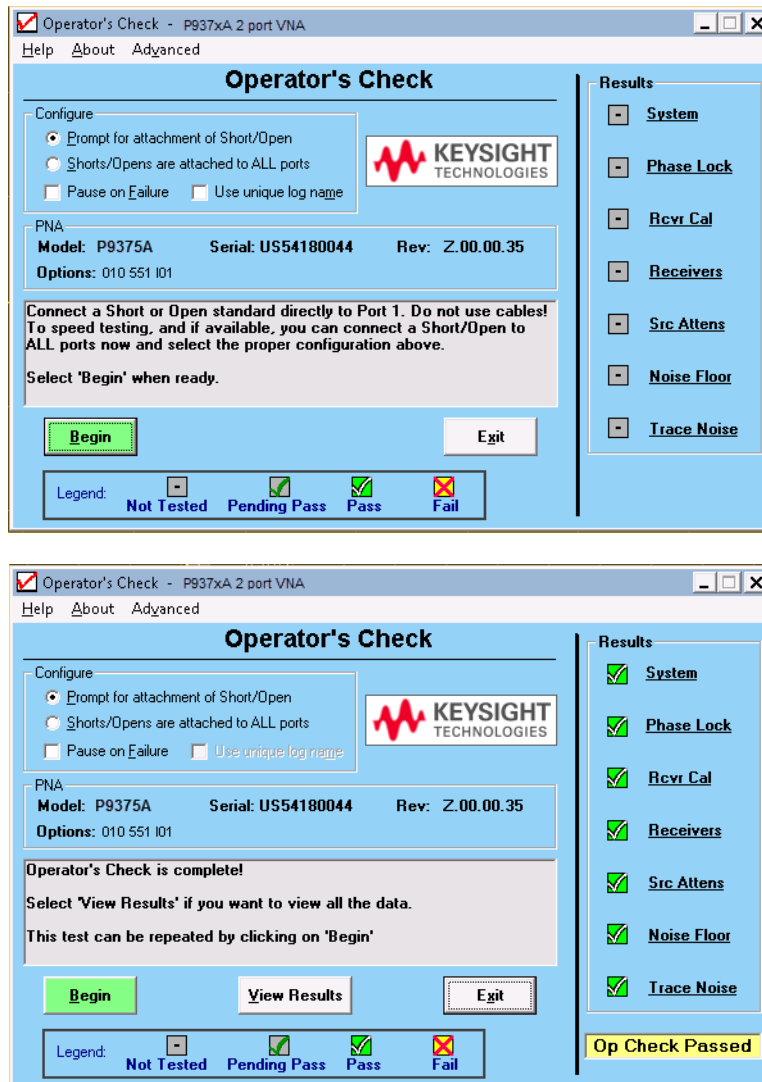 Operator's Check - P937xA 2 port VNA
Help About Advanced
Operator's Check
Configure
Prompt for attachment of Short/Open
Shorts/Opens are attached to ALL ports
Pause on Failure Use unique log name
KEYSIGHT
TECHNOLOGIES
PNA
Model: P9375A Serial: US54180044 Rev: Z.00.00.35
Options: 010 551 I01
Connect a Short or Open standard directly to Port 1. Do not use cables!
To speed testing, and if available, you can connect a Short/Open to
ALL ports now and select the proper configuration above.
Select 'Begin' when ready.
Begin Exit
Legend: Not Tested Pending Pass Pass Fail
Results
System
Phase Lock
Rcvr Cal
Receivers
Src Attens
Noise Floor
Trace Noise
Operator's Check - P937xA 2 port VNA
Help About Advanced
Operator's Check
Configure
Prompt for attachment of Short/Open
Shorts/Opens are attached to ALL ports
Pause on Failure Use unique log name
KEYSIGHT
TECHNOLOGIES
PNA
Model: P9375A Serial: US54180044 Rev: Z.00.00.35
Options: 010 551 I01
Operator's Check is complete!
Select 'View Results' if you want to view all the data.
This test can be repeated by clicking on 'Begin'
Begin View Results Exit
Legend: Not Tested Pending Pass Pass Fail
Results
System
Phase Lock
Rcvr Cal
Receivers
Src Attens
Noise Floor
Trace Noise
Op Check Passed